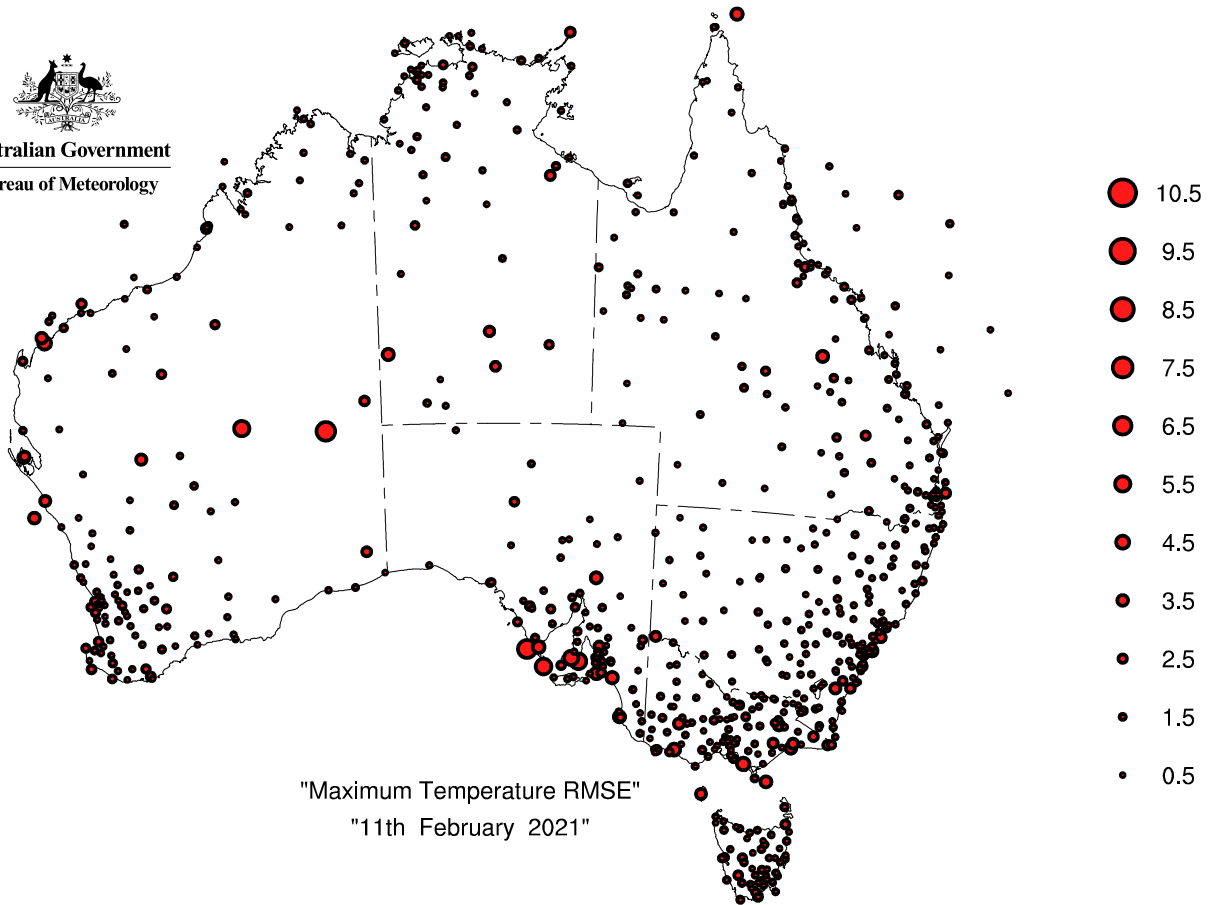 AUSTRALIA
tralian Government
reau of Meteorology
10.5
9.5
8.5
7.5
6.5
5.5
4.5
3.5
2.5
1.5
0.5
"Maximum Temperature RMSE"
"11th February 2021"